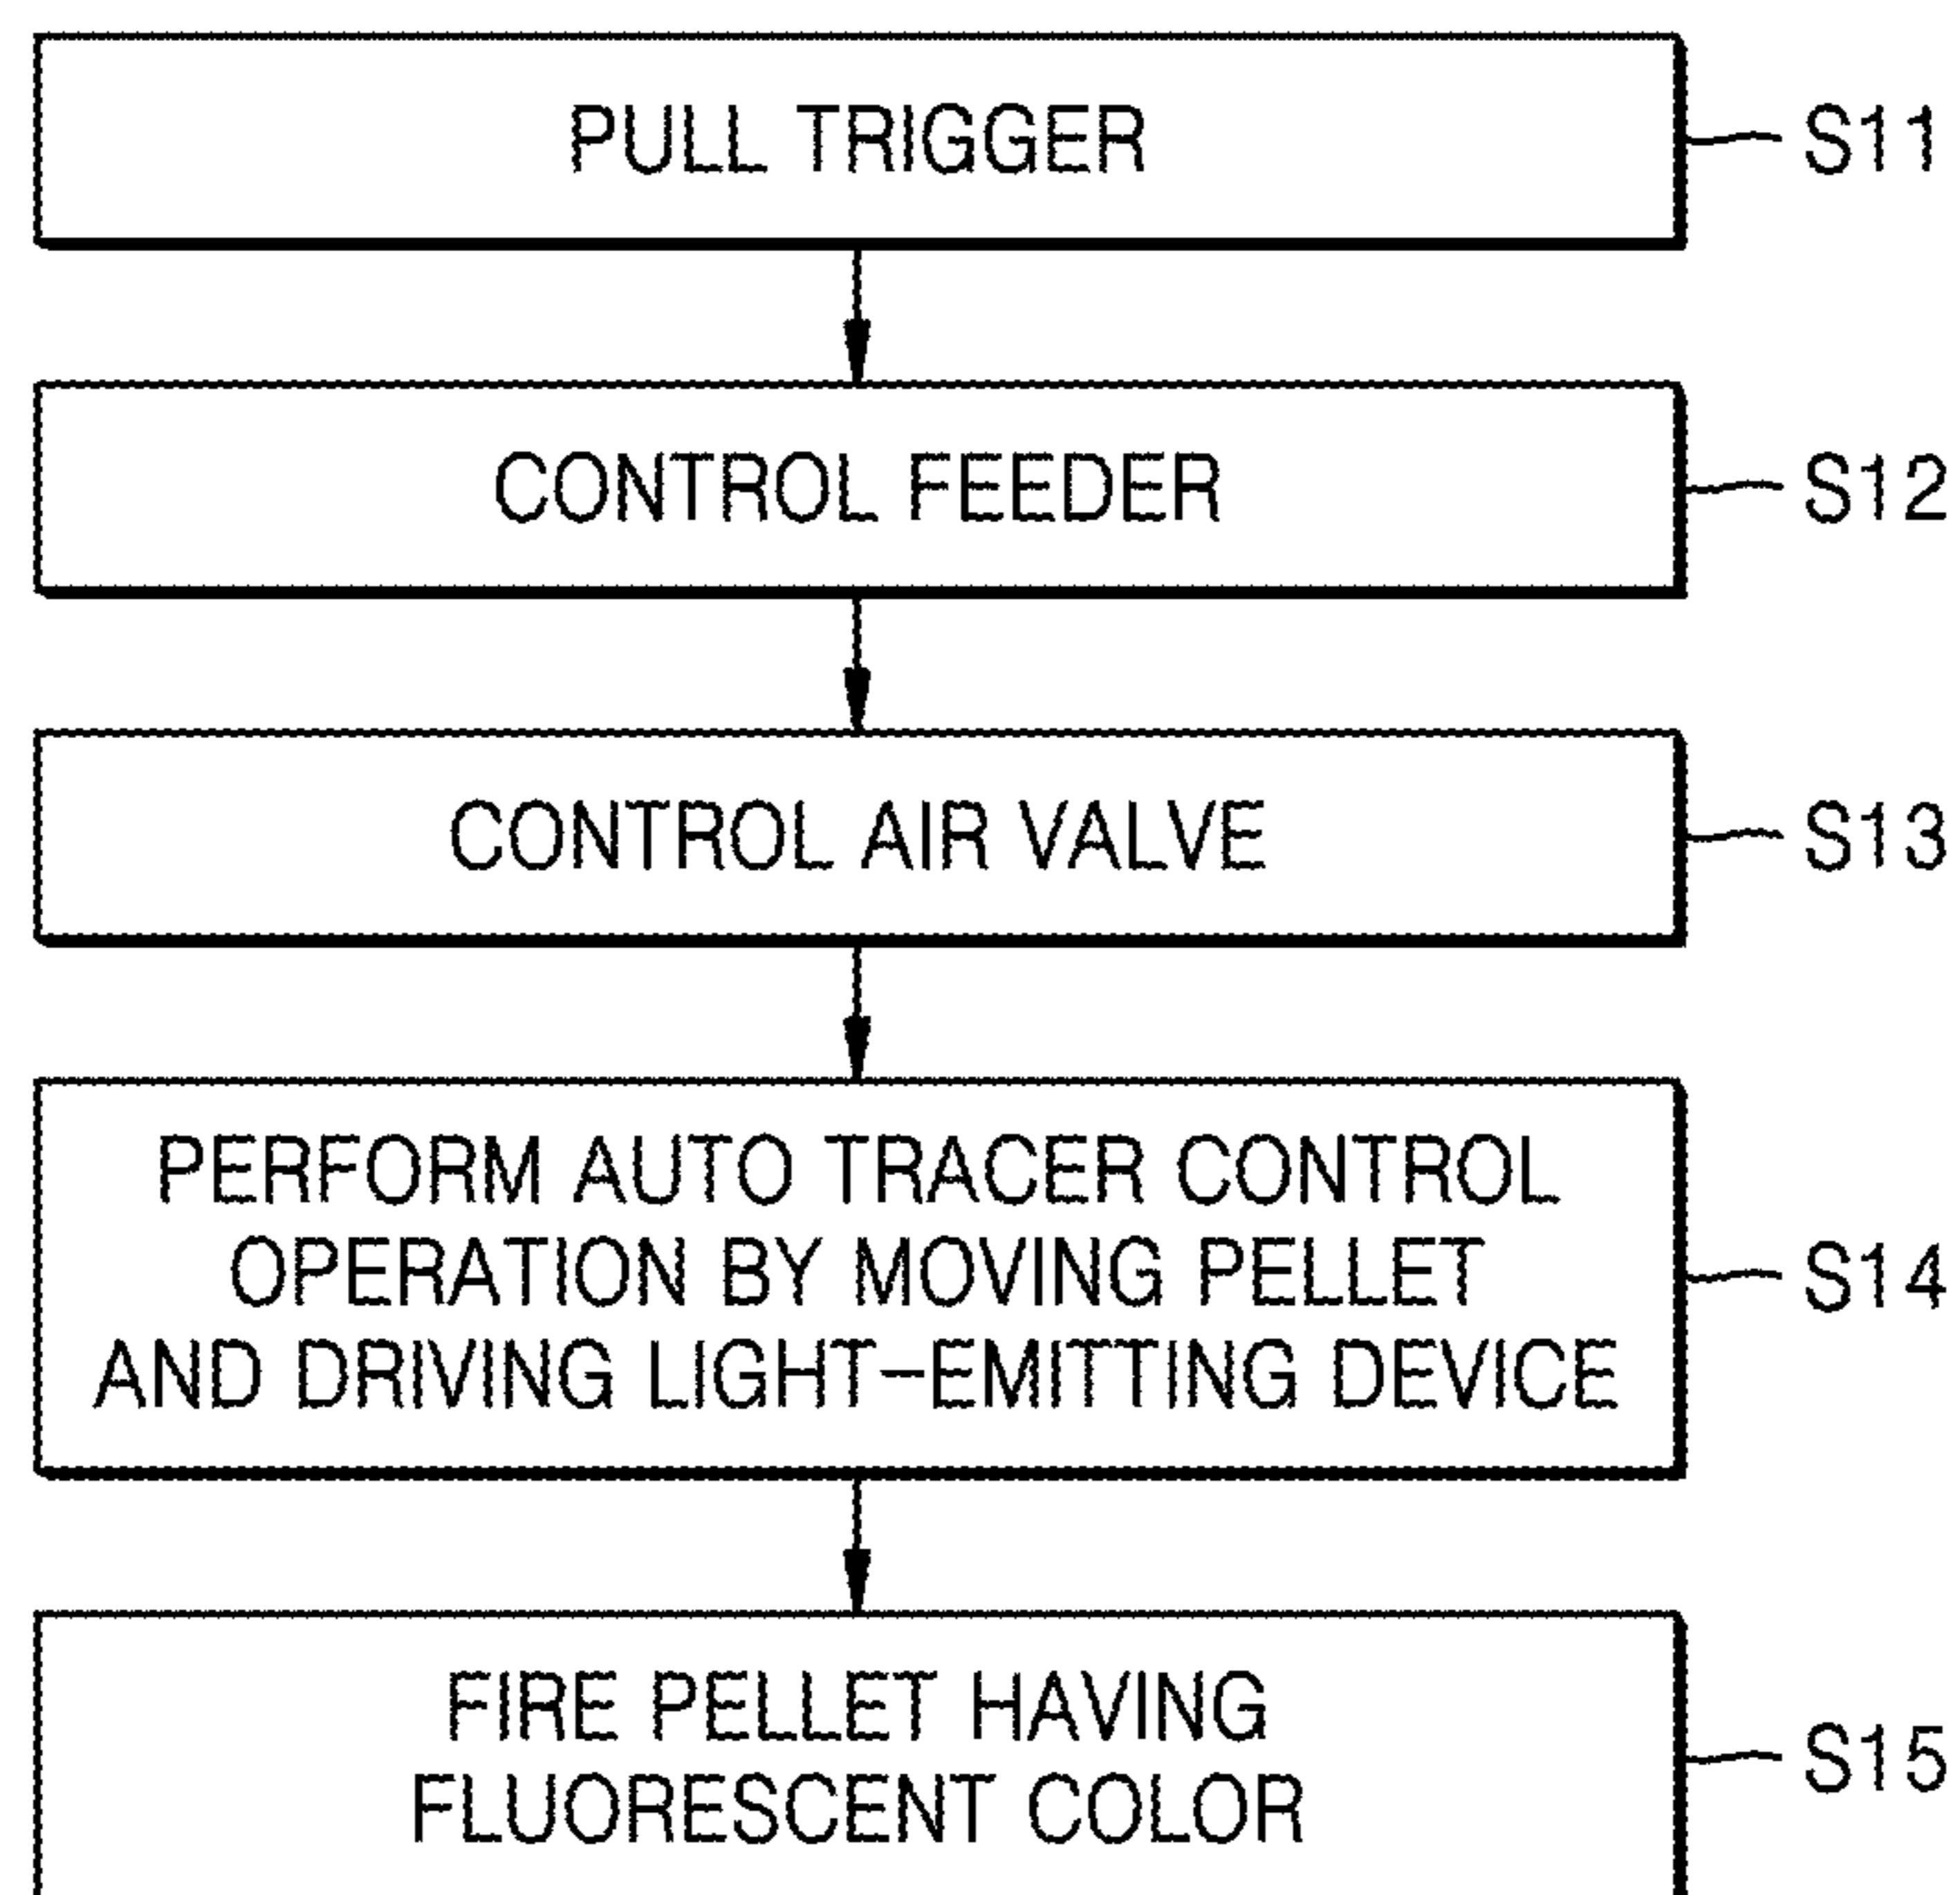 PULL TRIGGER
S11
CONTROL FEEDER
S12
CONTROL AIR VALVE
S13
PERFORM AUTO TRACER CONTROL
OPERATION BY MOVING PELLET
AND DRIVING LIGHT-EMITTING DEVICE
S14
FIRE PELLET HAVING
FLUORESCENT COLOR
S15